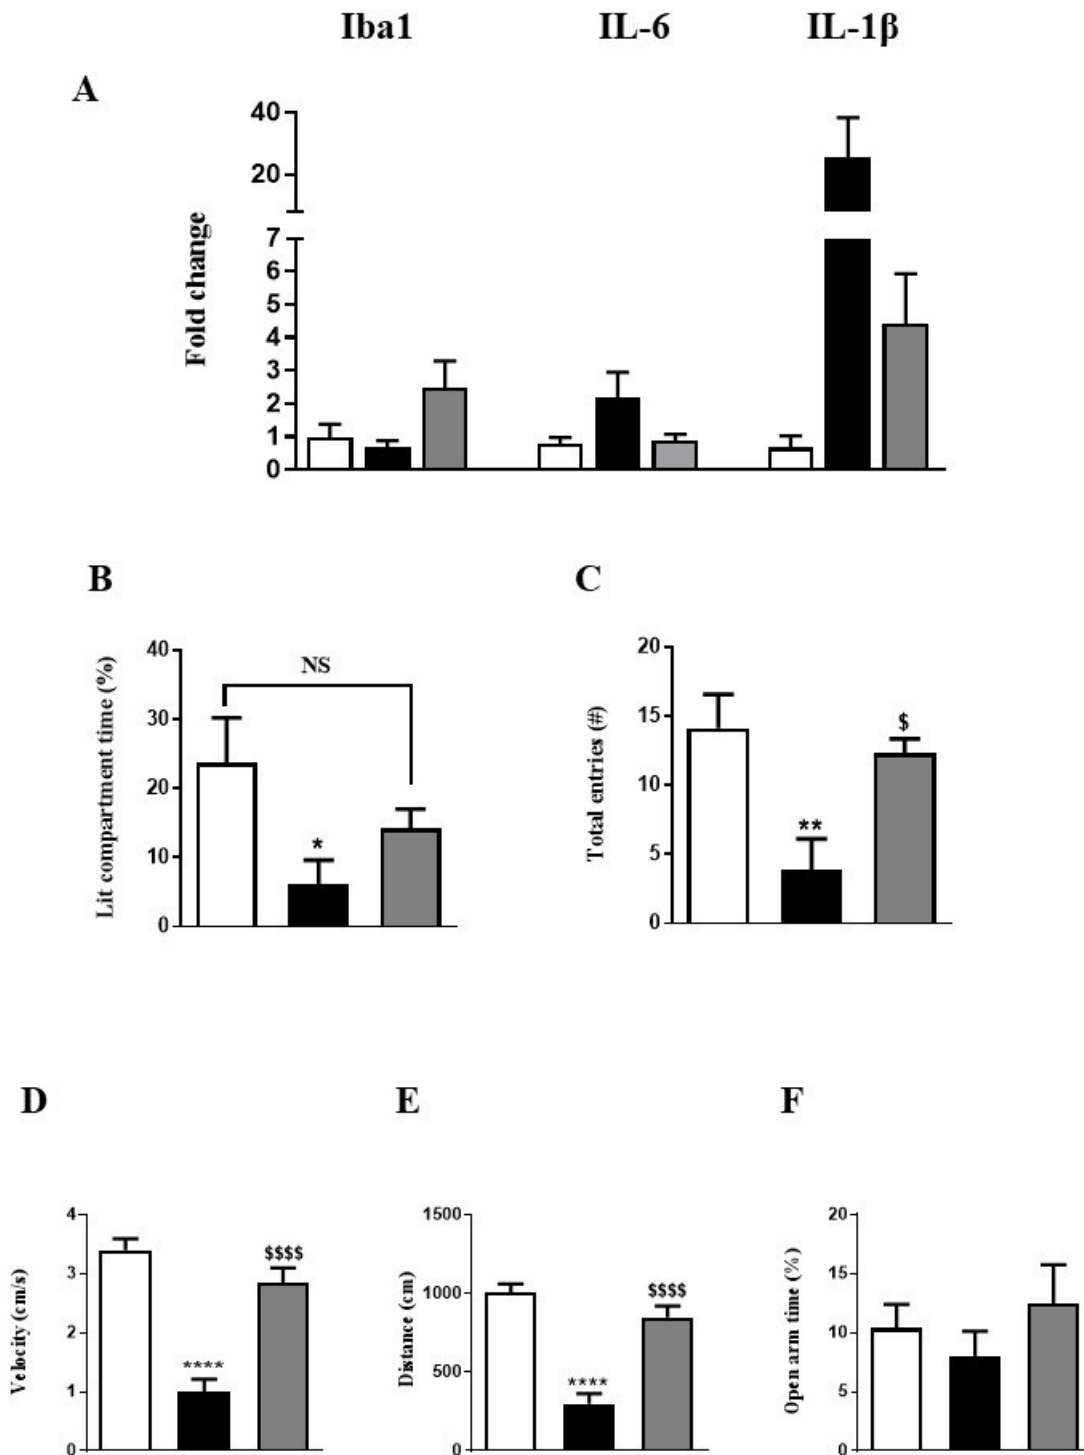 Iba1 IL-6 IL-1β
A
Fold change
40
20
7
6
5
4
3
2
1
0
B
Lit compartment time (%)
40
30
20
10
0
NS
*
C
Total entries (#)
20
15
10
5
0
**
$
D
Velocity (cm/s)
4
3
2
1
0
****
$$$$
E
Distance (cm)
1500
1000
500
0
****
$$$$
F
Open arm time (%)
20
15
10
5
0